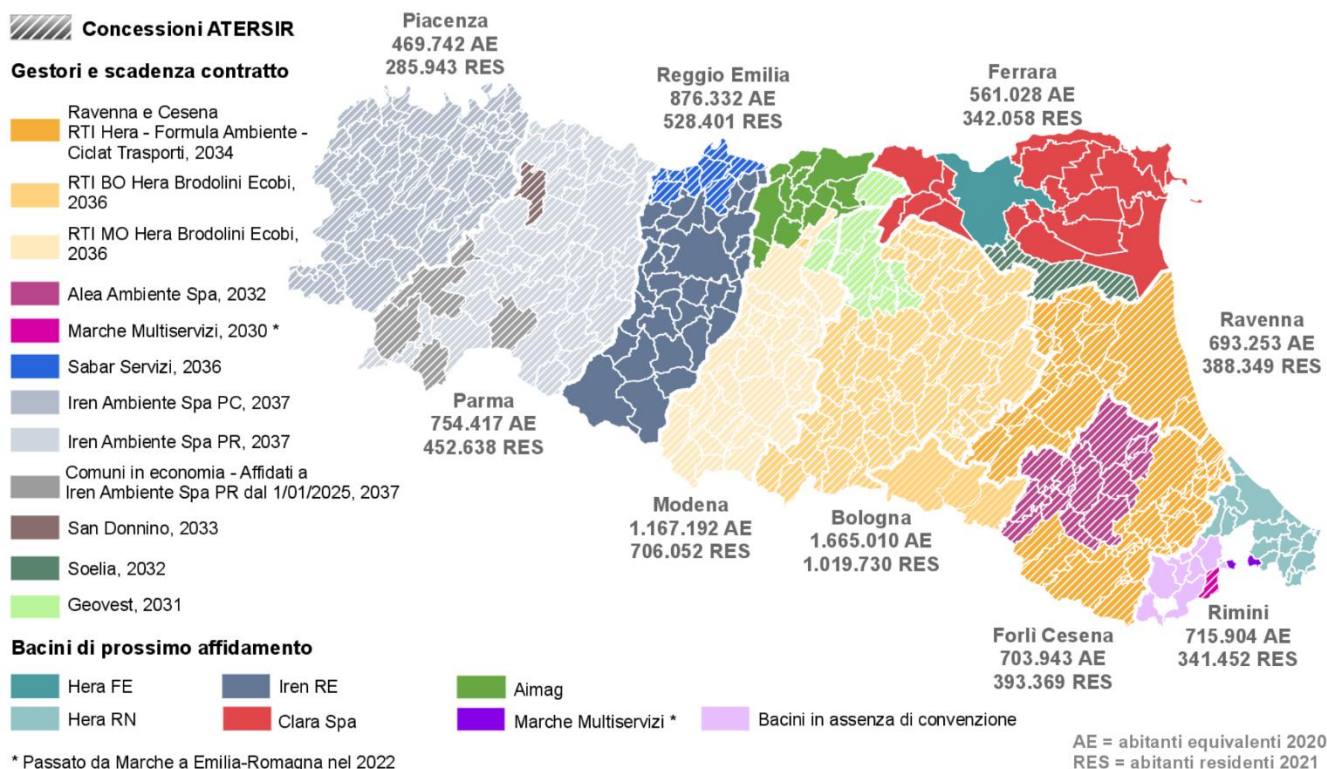 Concessioni ATERSIR
Gestori e scadenza contratto
Ravenna e Cesena
RTI Hera - Formula Ambiente -
Ciclat Trasporti, 2034
RTI BO Hera Brodolini Ecobi,
2036
RTI MO Hera Brodolini Ecobi,
2036
Alea Ambiente Spa, 2032
Marche Multiservizi, 2030 *
Sabar Servizi, 2036
Iren Ambiente Spa PC, 2037
Iren Ambiente Spa PR, 2037
Comuni in economia - Affidati a
Iren Ambiente Spa PR dal 1/01/2025, 2037
San Donnino, 2033
Soelia, 2032
Geovest, 2031
Piacenza
469.742 AE
285.943 RES
Reggio Emilia
876.332 AE
528.401 RES
Ferrara
561.028 AE
342.058 RES
Ravenna
693.253 AE
388.349 RES
Parma
754.417 AE
452.638 RES
Modena
1.167.192 AE
706.052 RES
Bologna
1.665.010 AE
1.019.730 RES
Forlì Cesena
703.943 AE
393.369 RES
Rimini
715.904 AE
341.452 RES
Bacini di prossimo affidamento
Hera FE
Iren RE
Aimag
Hera RN
Clara Spa
Marche Multiservizi *
Bacini in assenza di convenzione
* Passato da Marche a Emilia-Romagna nel 2022
AE = abitanti equivalenti 2020
RES = abitanti residenti 2021